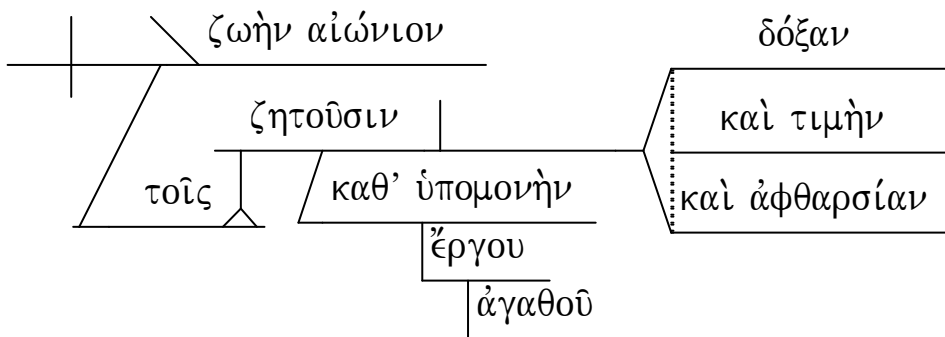 ζωὴν αἰώνιον
δόξαν
ζητοῦσιν
καὶ τιμὴν
τοῖς
καθ’ ὑπομονὴν
καὶ ἀφθαρσίαν
ἔργου
ἀγαθοῦ